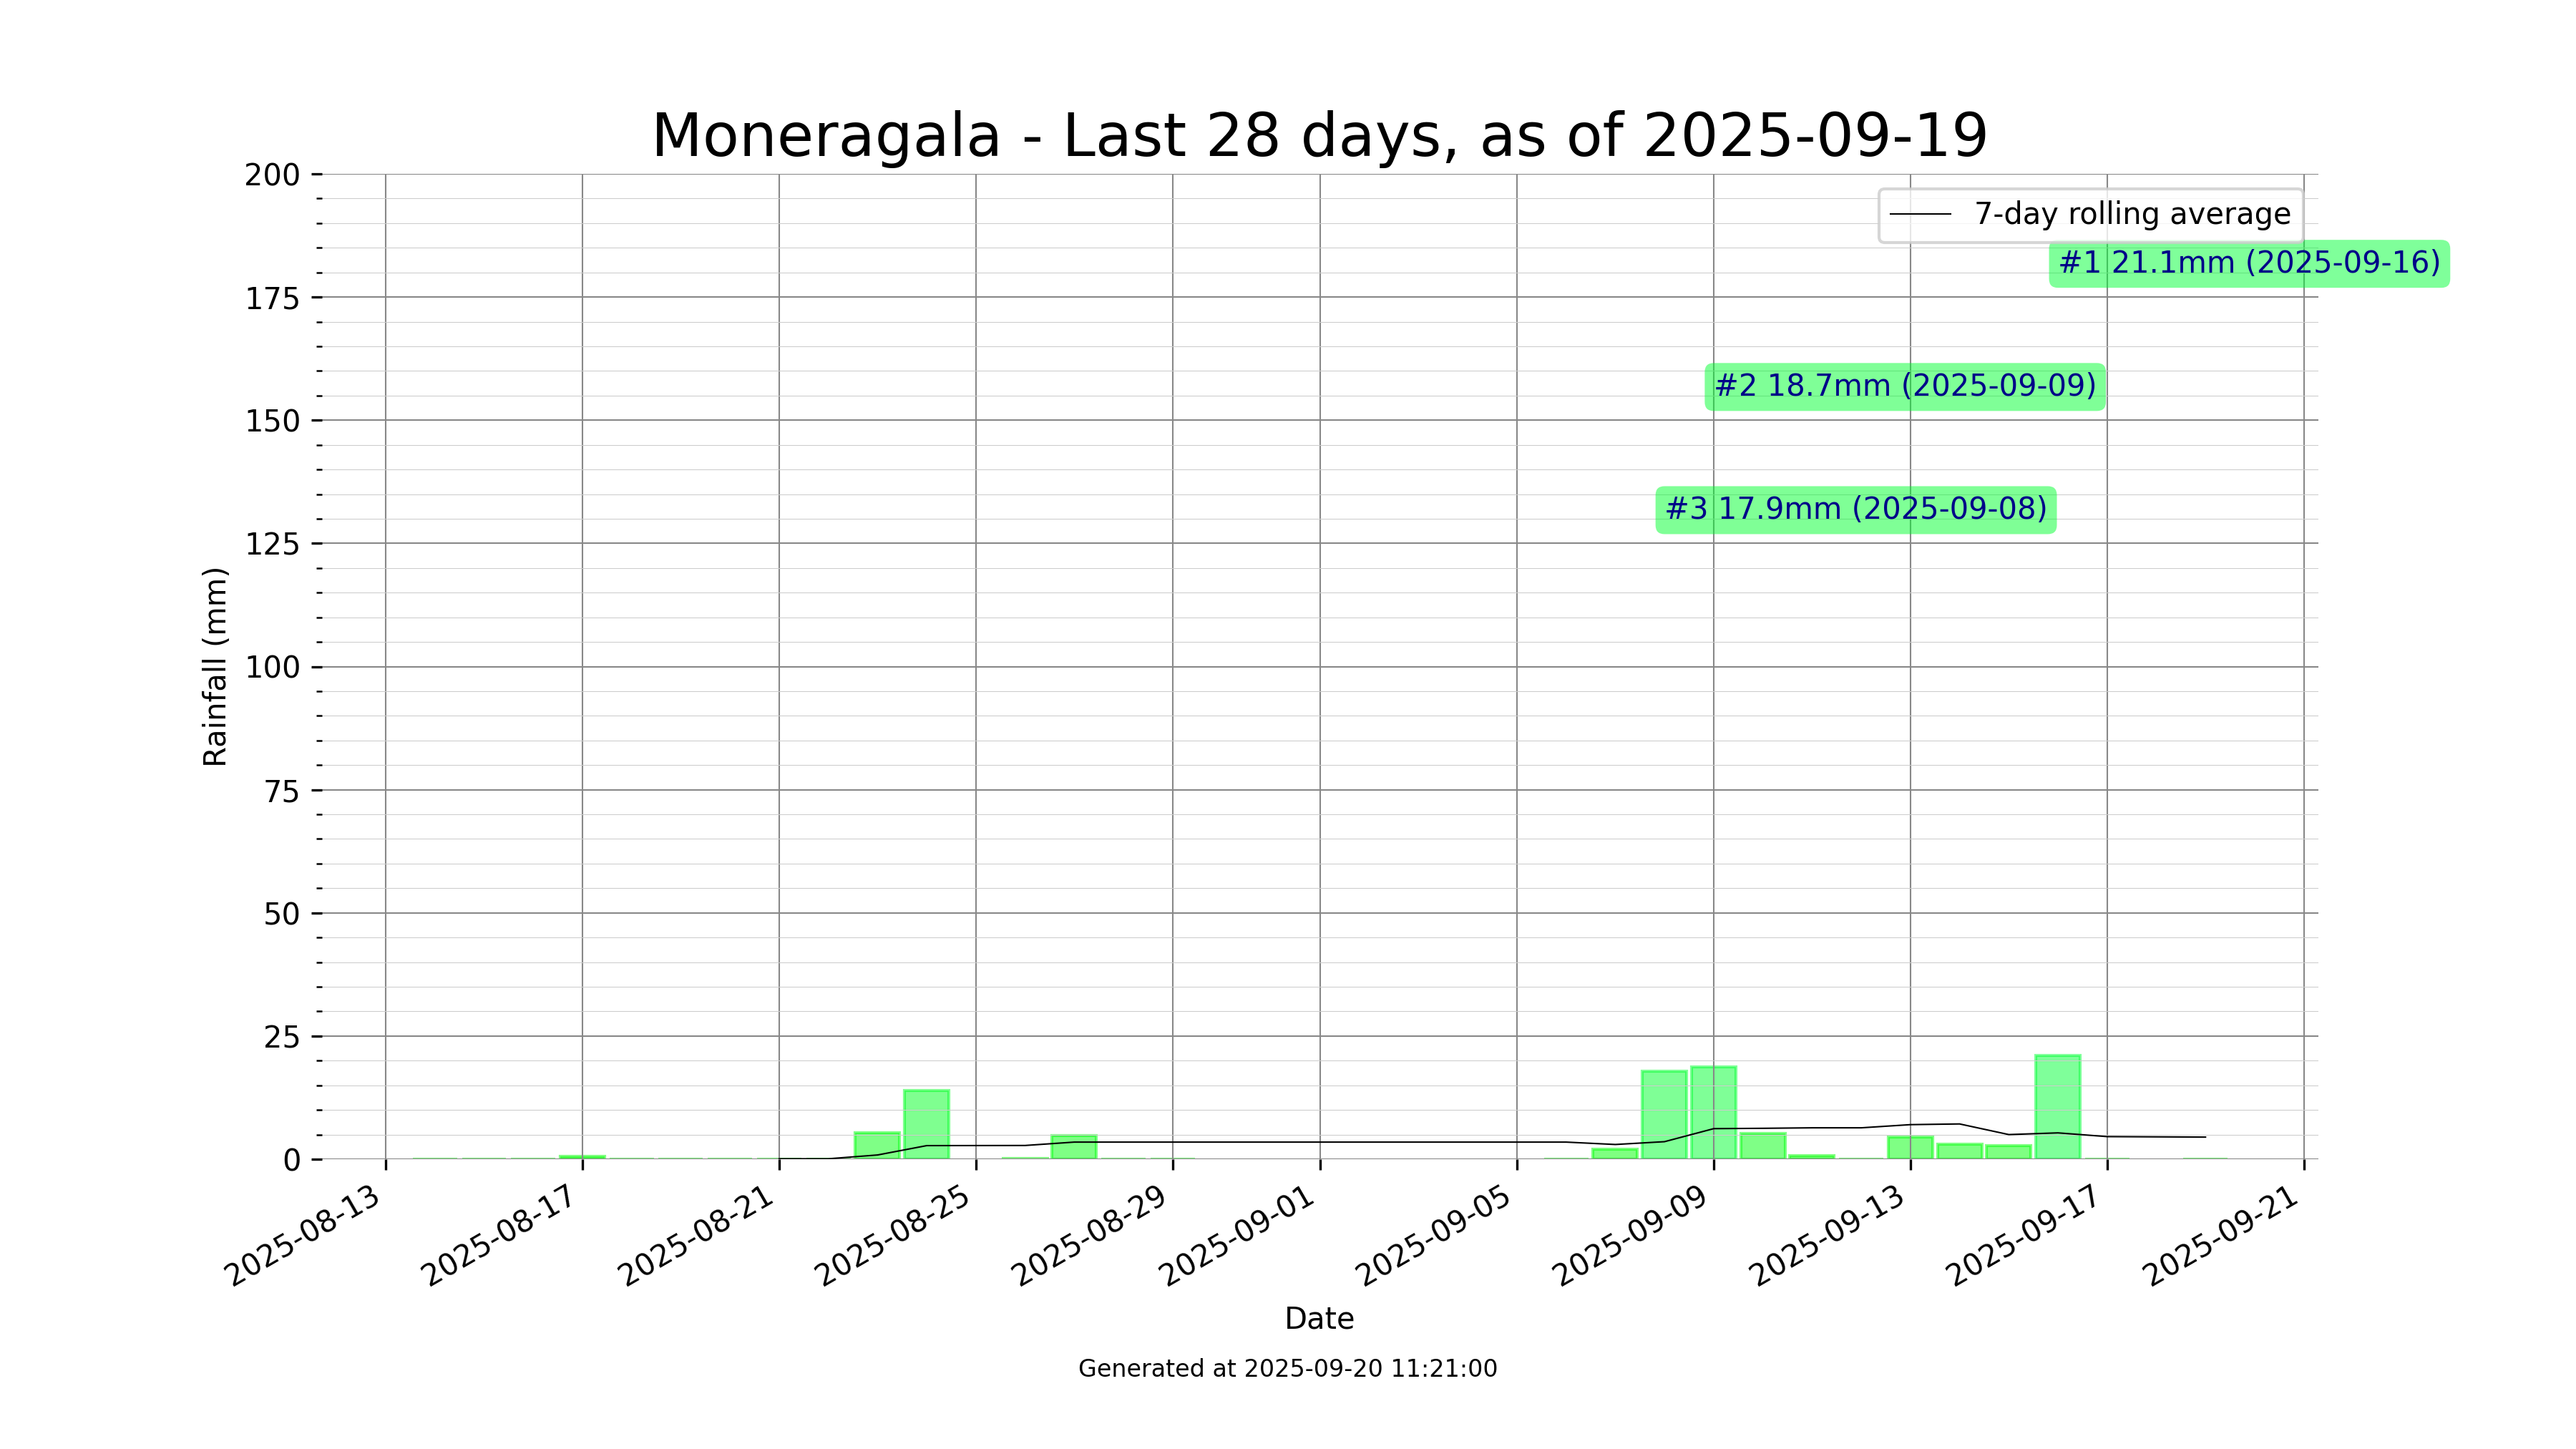 Moneragala - Last 28 days, as of 2025-09-19
200
175
150
125
100
75
50
25
0
Rainfall (mm)
7-day rolling average
#1 21.1mm (2025-09-16)
#2 18.7mm (2025-09-09)
#3 17.9mm (2025-09-08)
2025-08-13
2025-08-17
2025-08-21
2025-08-25
2025-08-29
2025-09-01
2025-09-05
2025-09-09
2025-09-13
2025-09-17
2025-09-21
Date
Generated at 2025-09-20 11:21:00